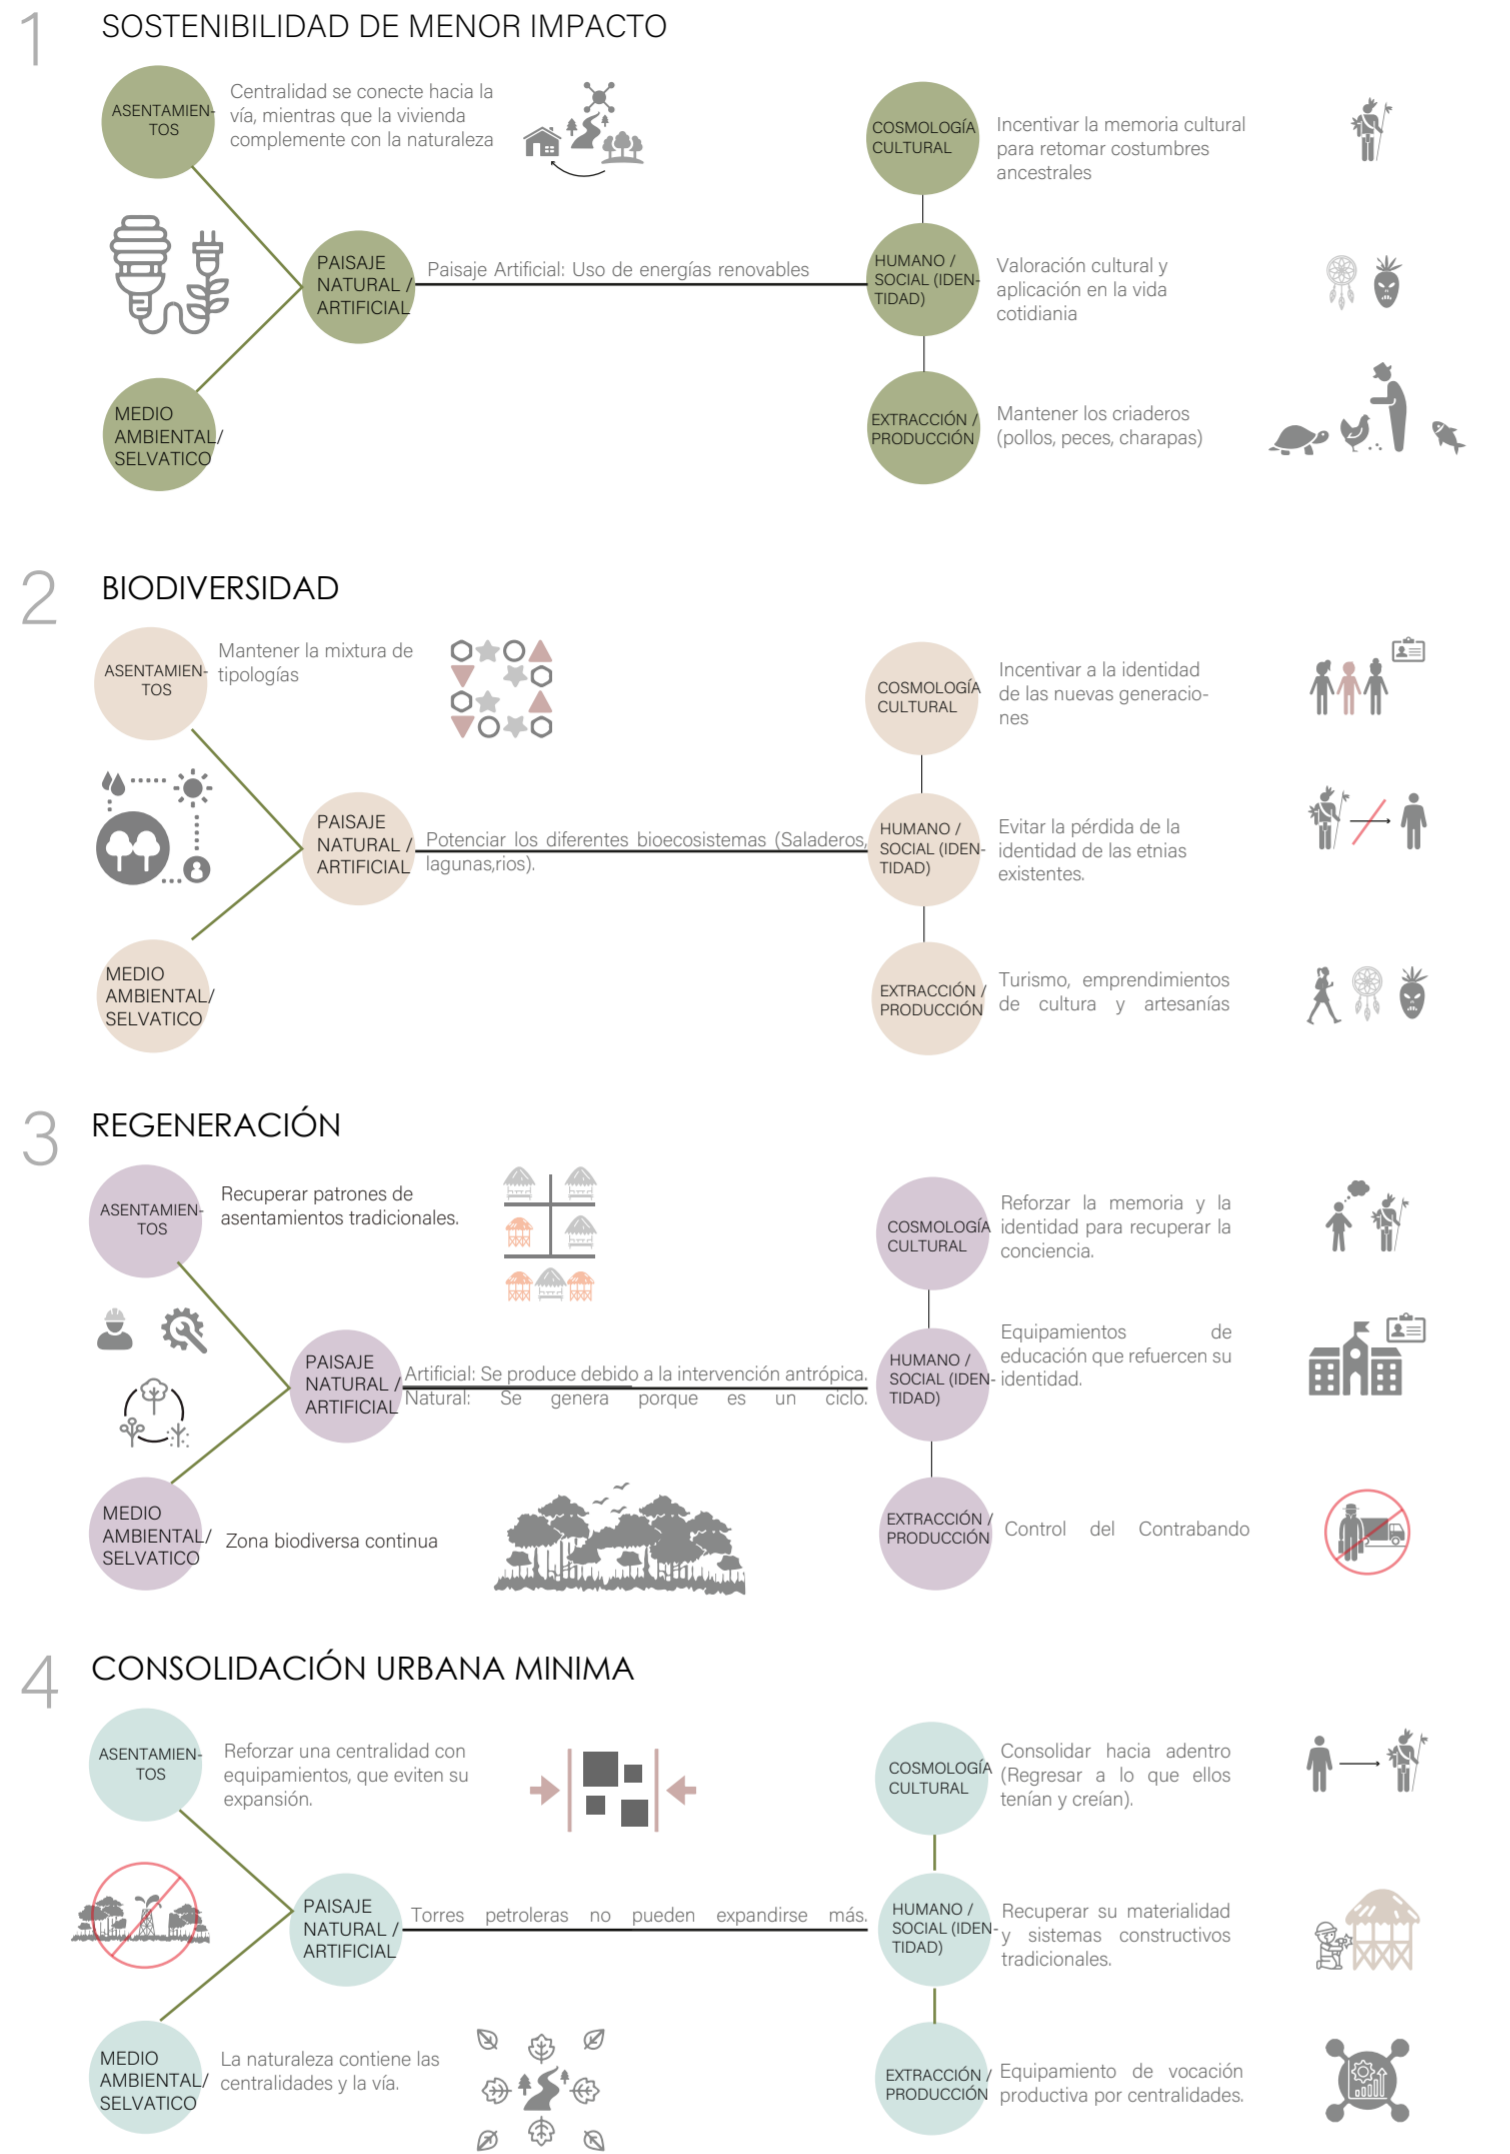 1
SOSTENIBILIDAD DE MENOR IMPACTO
ASENTAMIEN-
TOS
Centralidad se conecte hacia la
vía, mientras que la vivienda
complemente con la naturaleza
PAISAJE
NATURAL /
ARTIFICIAL
Paisaje Artificial: Uso de energías renovables
MEDIO
AMBIENTAL/
SELVATICO
COSMOLOGÍA
CULTURAL
Incentivar la memoria cultural
para retomar costumbres
ancestrales
HUMANO /
SOCIAL (IDEN-
TIDAD)
Valoración cultural y
aplicación en la vida
cotidiania
EXTRACCIÓN /
PRODUCCIÓN
Mantener los criaderos
(pollos, peces, charapas)
2
BIODIVERSIDAD
ASENTAMIEN-
TOS
Mantener la mixtura de
tipologías
PAISAJE
NATURAL /
ARTIFICIAL
Potenciar los diferentes bioecosistemas (Saladeros,
lagunas,rios).
MEDIO
AMBIENTAL/
SELVATICO
COSMOLOGÍA
CULTURAL
Incentivar a la identidad
de las nuevas generacio-
nes
HUMANO /
SOCIAL (IDEN-
TIDAD)
Evitar la pérdida de la
identidad de las etnias
existentes.
EXTRACCIÓN /
PRODUCCIÓN
Turismo, emprendimientos
de cultura y artesanías
3
REGENERACIÓN
ASENTAMIEN-
TOS
Recuperar patrones de
asentamientos tradicionales.
PAISAJE
NATURAL /
ARTIFICIAL
Artificial: Se produce debido a la intervención antrópica.
Natural: Se genera porque es un ciclo.
MEDIO
AMBIENTAL/
SELVATICO
Zona biodiversa continua
COSMOLOGÍA
CULTURAL
Reforzar la memoria y la
identidad para recuperar la
conciencia.
HUMANO /
SOCIAL (IDEN-
TIDAD)
Equipamientos de
educación que refuercen su
identidad.
EXTRACCIÓN /
PRODUCCIÓN
Control del Contrabando
4
CONSOLIDACIÓN URBANA MINIMA
ASENTAMIEN-
TOS
Reforzar una centralidad con
equipamientos, que eviten su
expansión.
PAISAJE
NATURAL /
ARTIFICIAL
Torres petroleras no pueden expandirse más.
MEDIO
AMBIENTAL/
SELVATICO
La naturaleza contiene las
centralidades y la vía.
COSMOLOGÍA
CULTURAL
Consolidar hacia adentro
(Regresar a lo que ellos
tenían y creían).
HUMANO /
SOCIAL (IDEN-
TIDAD)
Recuperar su materialidad
y sistemas constructivos
tradicionales.
EXTRACCIÓN /
PRODUCCIÓN
Equipamiento de vocación
productiva por centralidades.